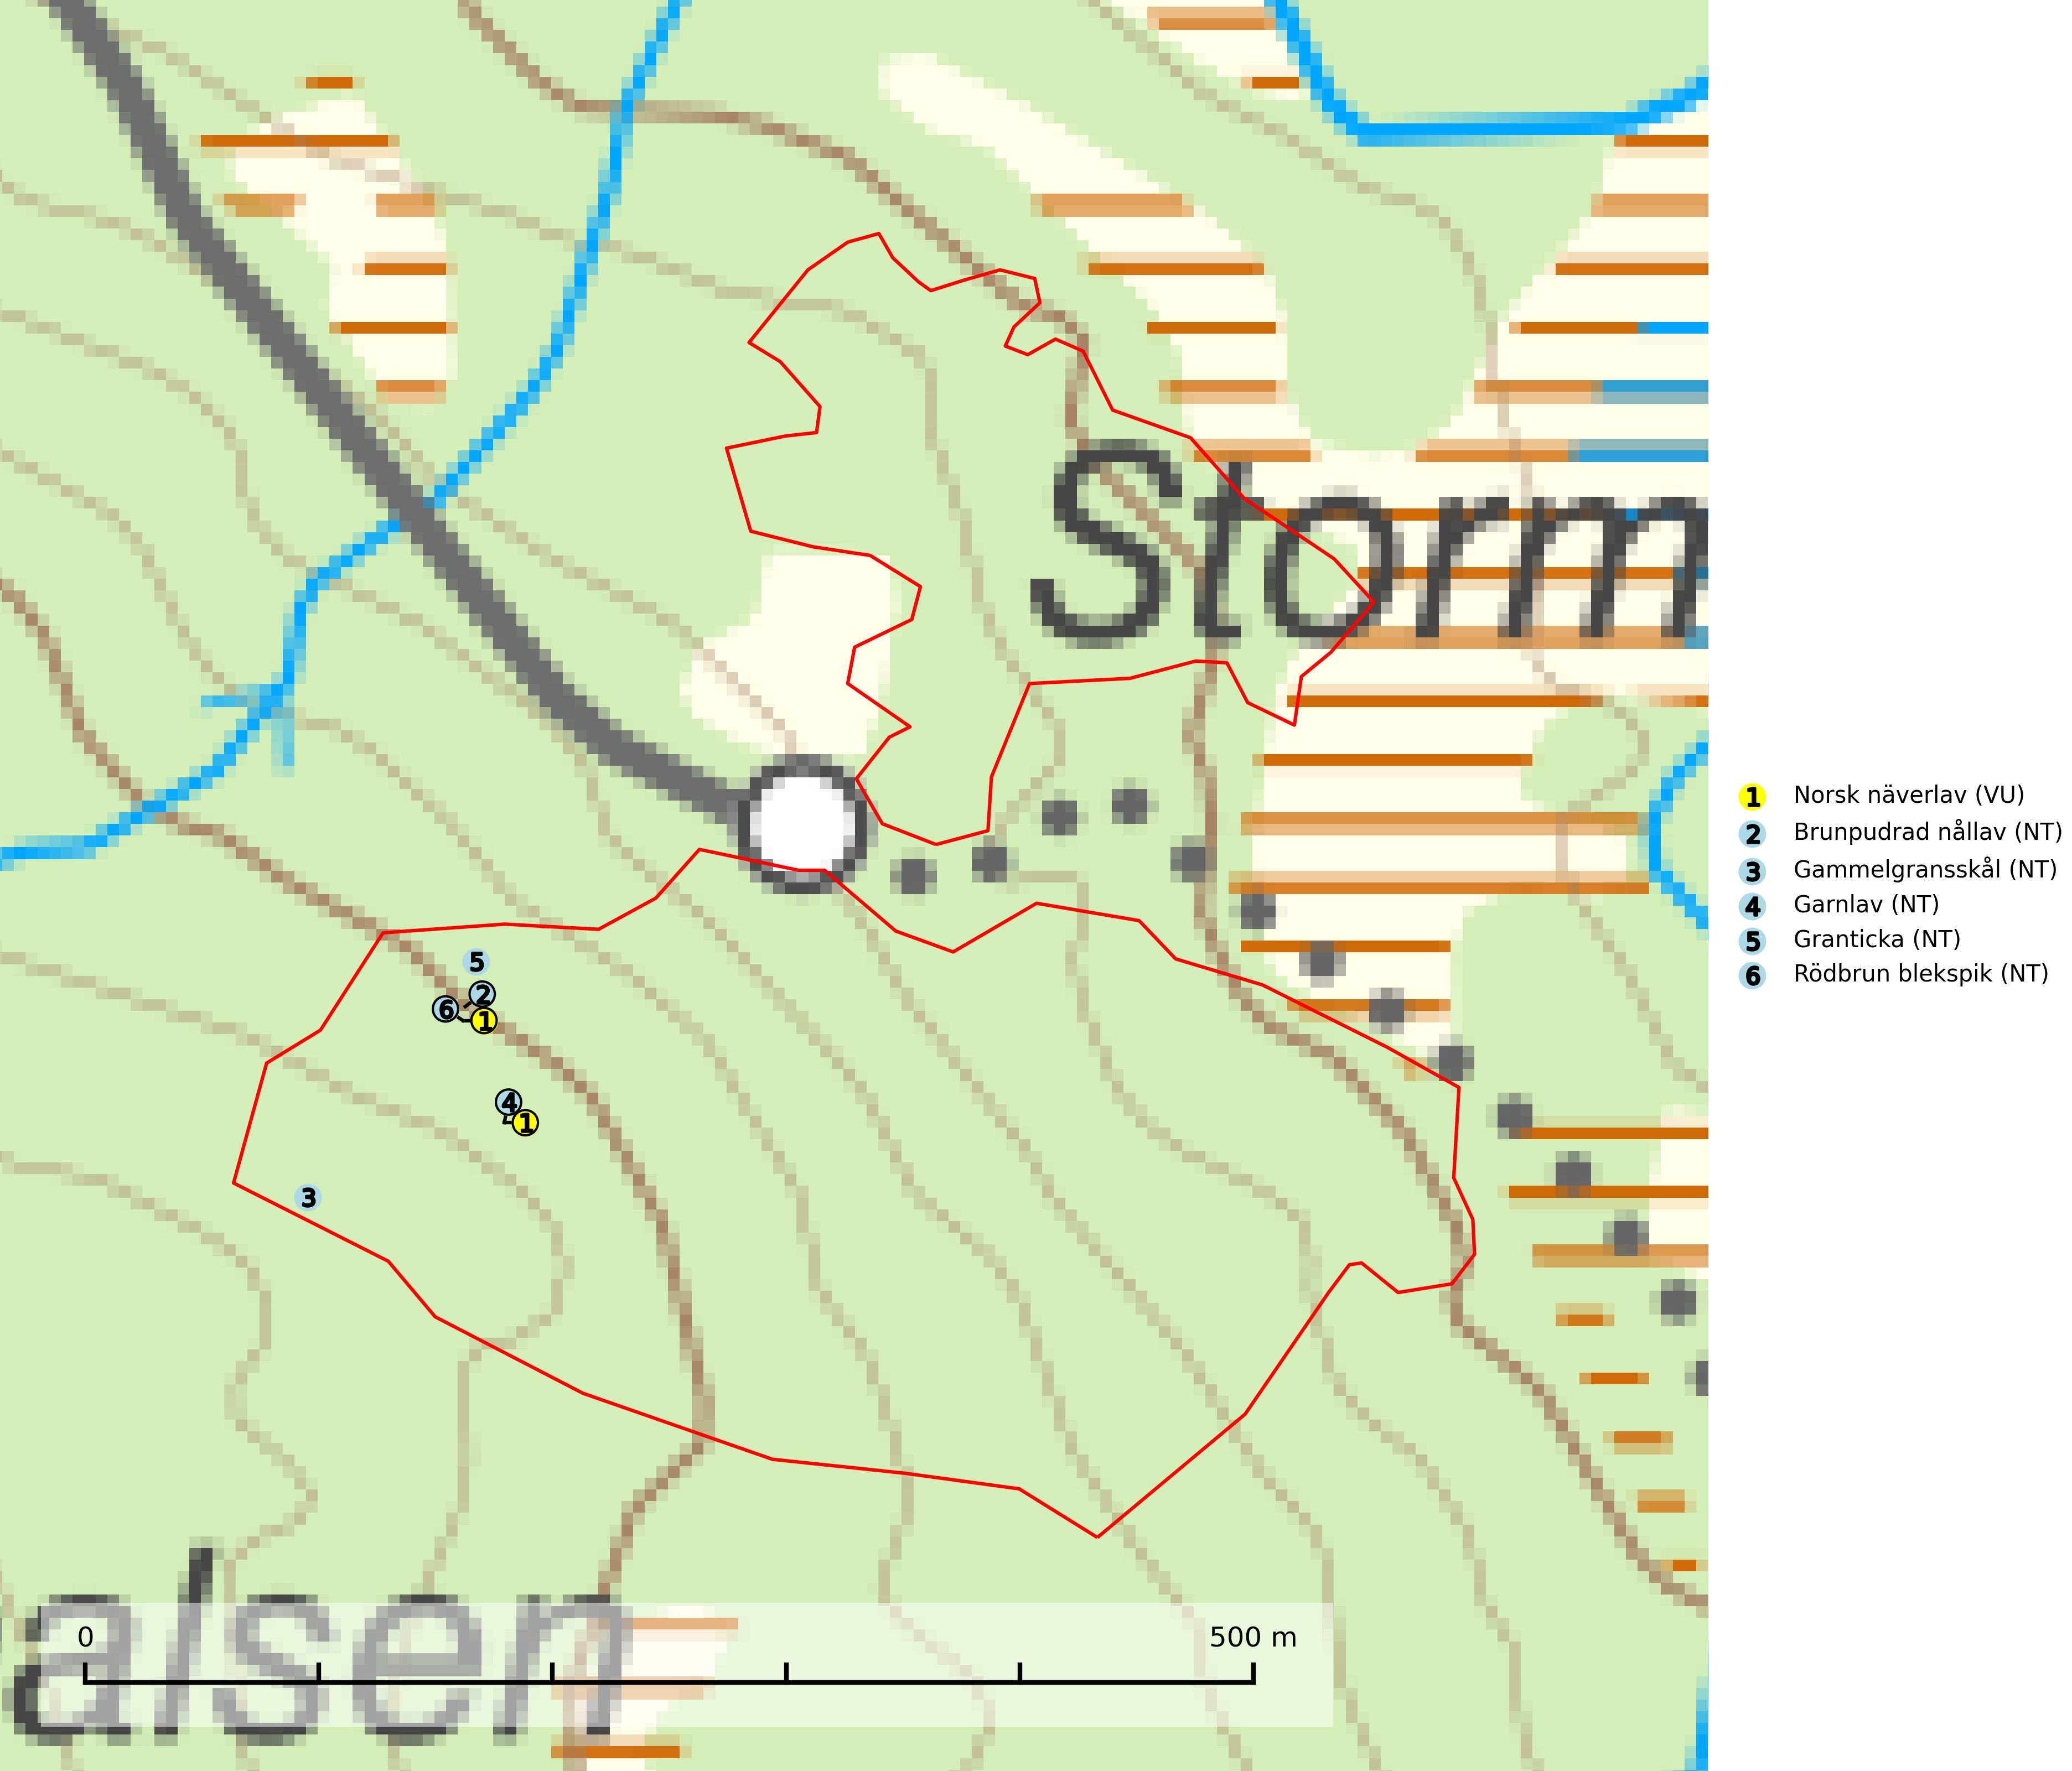 Storm
1 Norsk näverlav (VU)
2 Brunpudrad nållav (NT)
3 Gammelgransskål (NT)
4 Garnlav (NT)
5 Granticka (NT)
6 Rödbrun blekspik (NT)
5
2
6
1
4
1
3
alsen
0 500 m